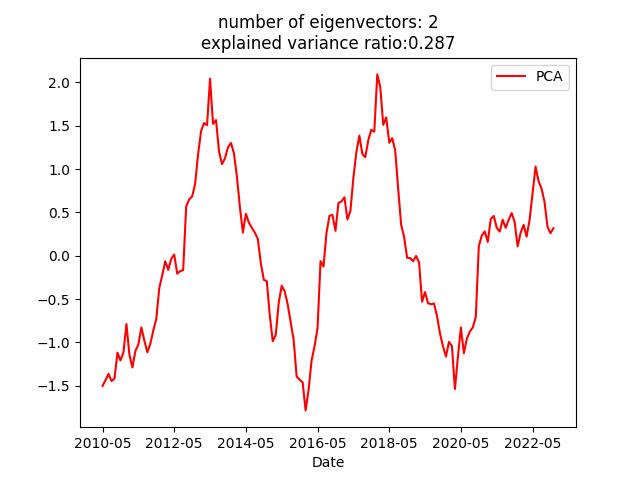 number of eigenvectors: 2
explained variance ratio:0.287
PCA
2.0
1.5
1.0
0.5
0.0
−0.5
−1.0
−1.5
2010-05 2012-05 2014-05 2016-05 2018-05 2020-05 2022-05
Date